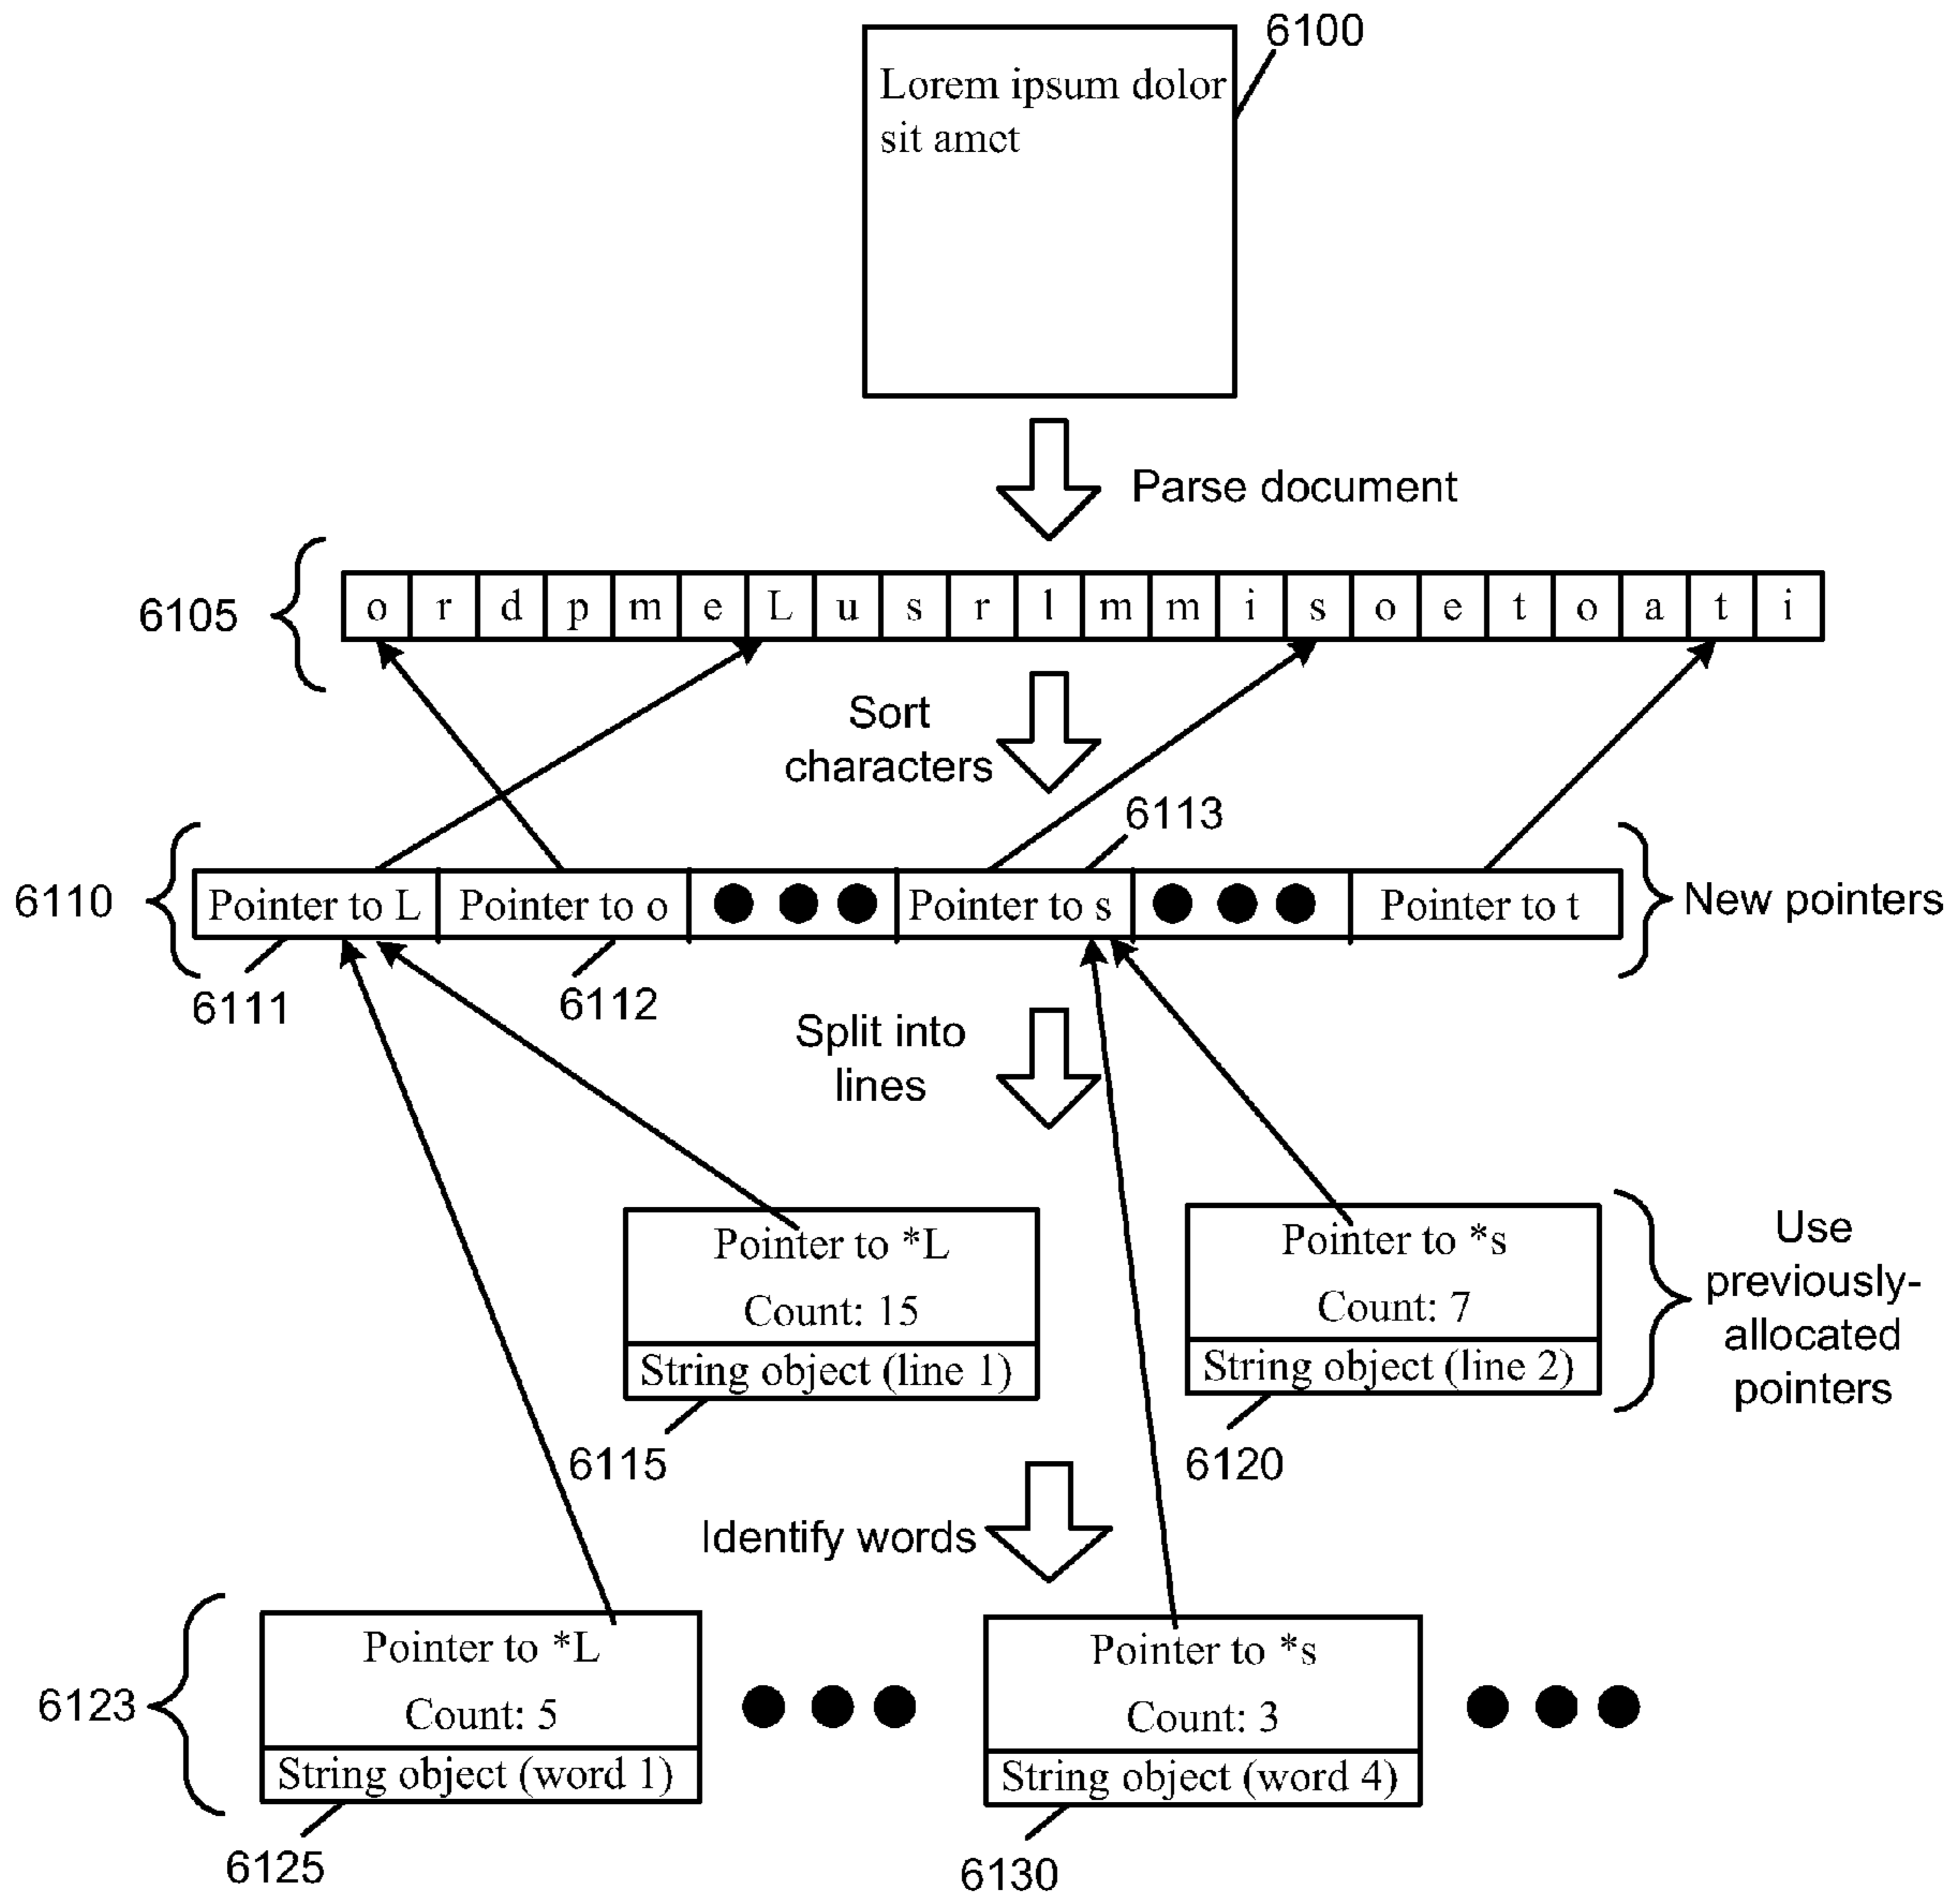 6100
Lorem ipsum dolor
sit amet
Parse document
6105
o r d p m e L u s r l m m i s o e t o a t i
Sort
characters
6113
6110
Pointer to L Pointer to o Pointer to s Pointer to t
New pointers
6111
6112
Split into
lines
Pointer to *L
Count: 15
String object (line 1)
6115
Pointer to *s
Count: 7
String object (line 2)
6120
Use
previously-
allocated
pointers
Identify words
6123
Pointer to *L
Count: 5
String object (word 1)
6125
Pointer to *s
Count: 3
String object (word 4)
6130